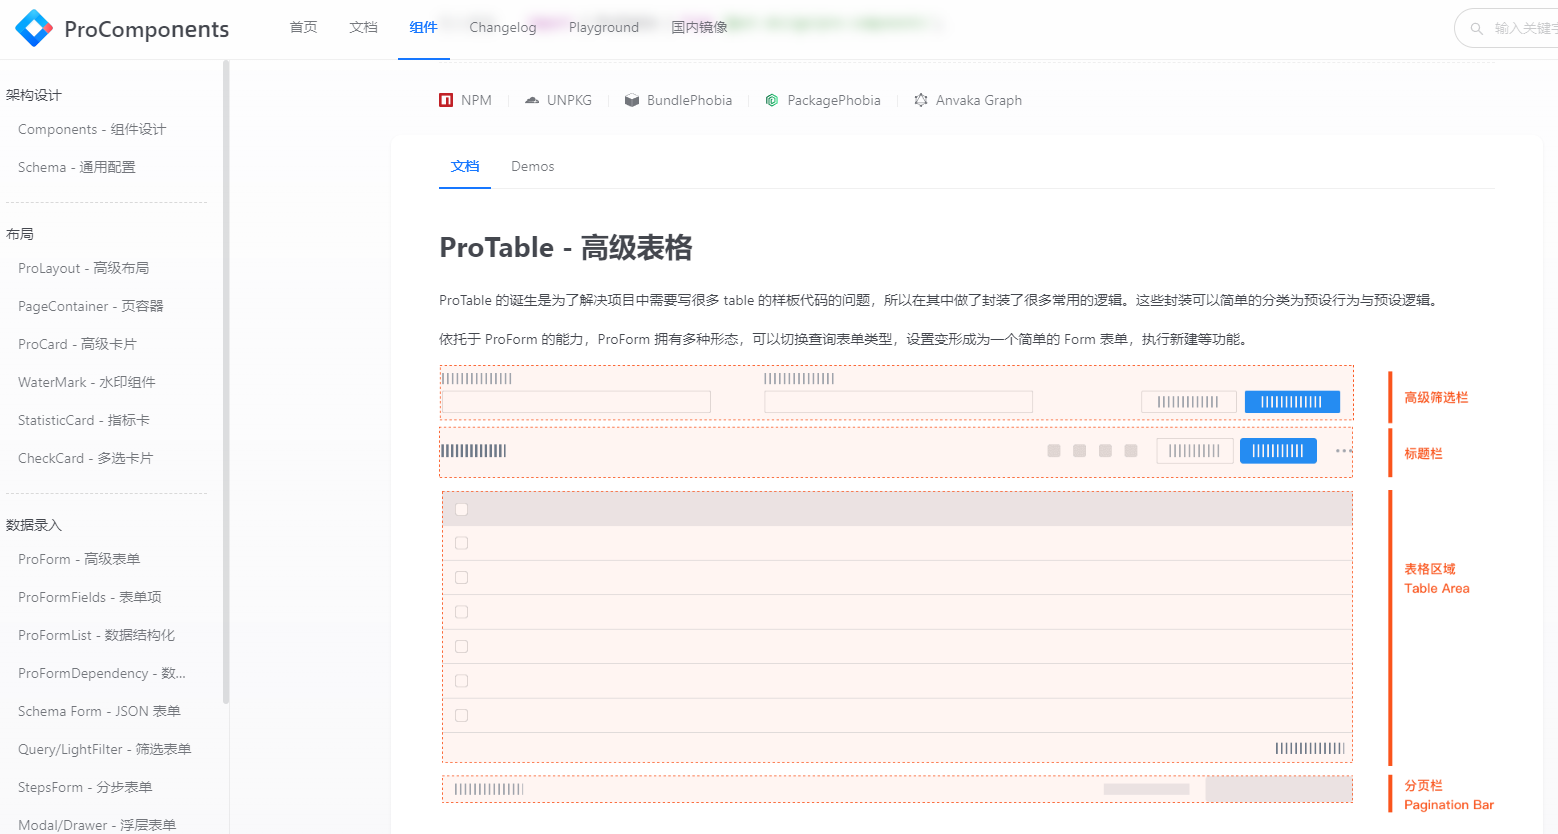 ProComponents
首页
文档
组件
Changelog
Playground
国内镜像
输入关键字
架构设计
Components - 组件设计
Schema - 通用配置
布局
ProLayout - 高级布局
PageContainer - 页容器
ProCard - 高级卡片
WaterMark - 水印组件
StatisticCard - 指标卡
CheckCard - 多选卡片
数据录入
ProForm - 高级表单
ProFormFields - 表单项
ProFormList - 数据结构化
ProFormDependency - 数...
Schema Form - JSON 表单
Query/LightFilter - 筛选表单
StepsForm - 分步表单
Modal/Drawer - 浮层表单
NPM
UNPKG
BundlePhobia
PackagePhobia
Anvaka Graph
文档
Demos
ProTable - 高级表格
ProTable 的诞生是为了解决项目中需要写很多 table 的样板代码的问题，所以在其中做了封装了很多常用的逻辑。这些封装可以简单的分类为预设行为与预设逻辑。
依托于 ProForm 的能力，ProForm 拥有多种形态，可以切换查询表单类型，设置变形成为一个简单的 Form 表单，执行新建等功能。
高级筛选栏
标题栏
表格区域
Table Area
分页栏
Pagination Bar